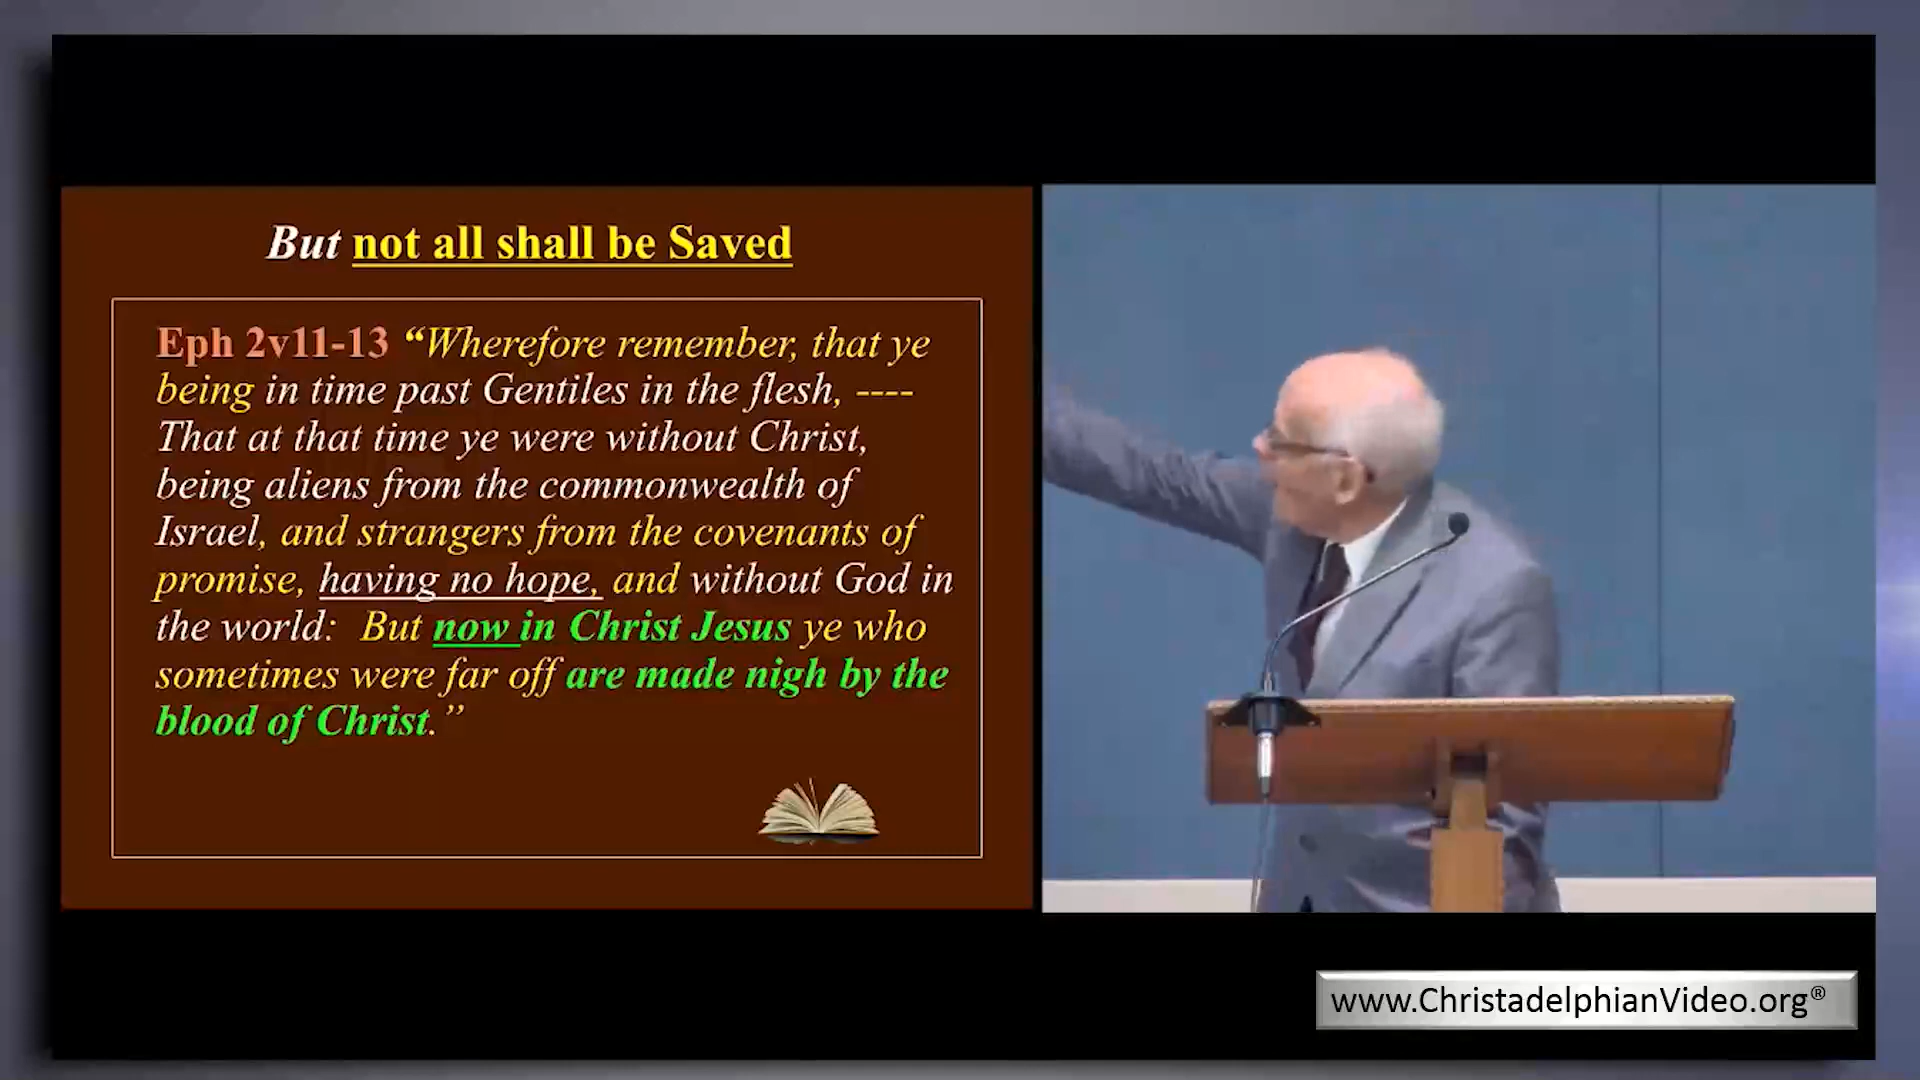 But not all shall be Saved
Eph 2v11-13 “Wherefore remember, that ye
being in time past Gentiles in the flesh, ----
That at that time ye were without Christ,
being aliens from the commonwealth of
Israel, and strangers from the covenants of
promise, having no hope, and without God in
the world: But now in Christ Jesus ye who
sometimes were far off are made nigh by the
blood of Christ.”
www.ChristadelphianVideo.org®